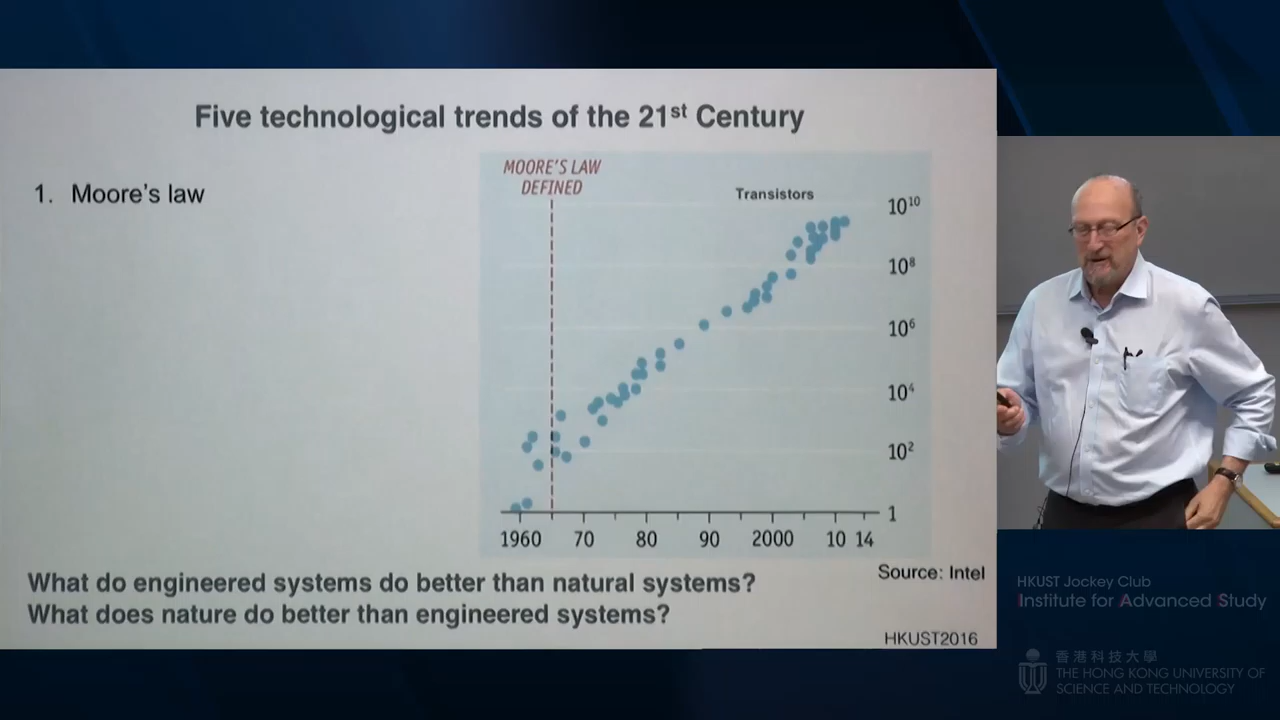 Five technological trends of the 21st Century
1. Moore's law
MOORE'S LAW
DEFINED
Transistors
10¹⁰
10⁸
10⁶
10⁴
10²
1
1960 70 80 90 2000 10 14
Source: Intel
What do engineered systems do better than natural systems?
What does nature do better than engineered systems?
HKUST2016
HKUST Jockey Club
Institute for Advanced Study
香港科技大學
THE HONG KONG UNIVERSITY OF
SCIENCE AND TECHNOLOGY